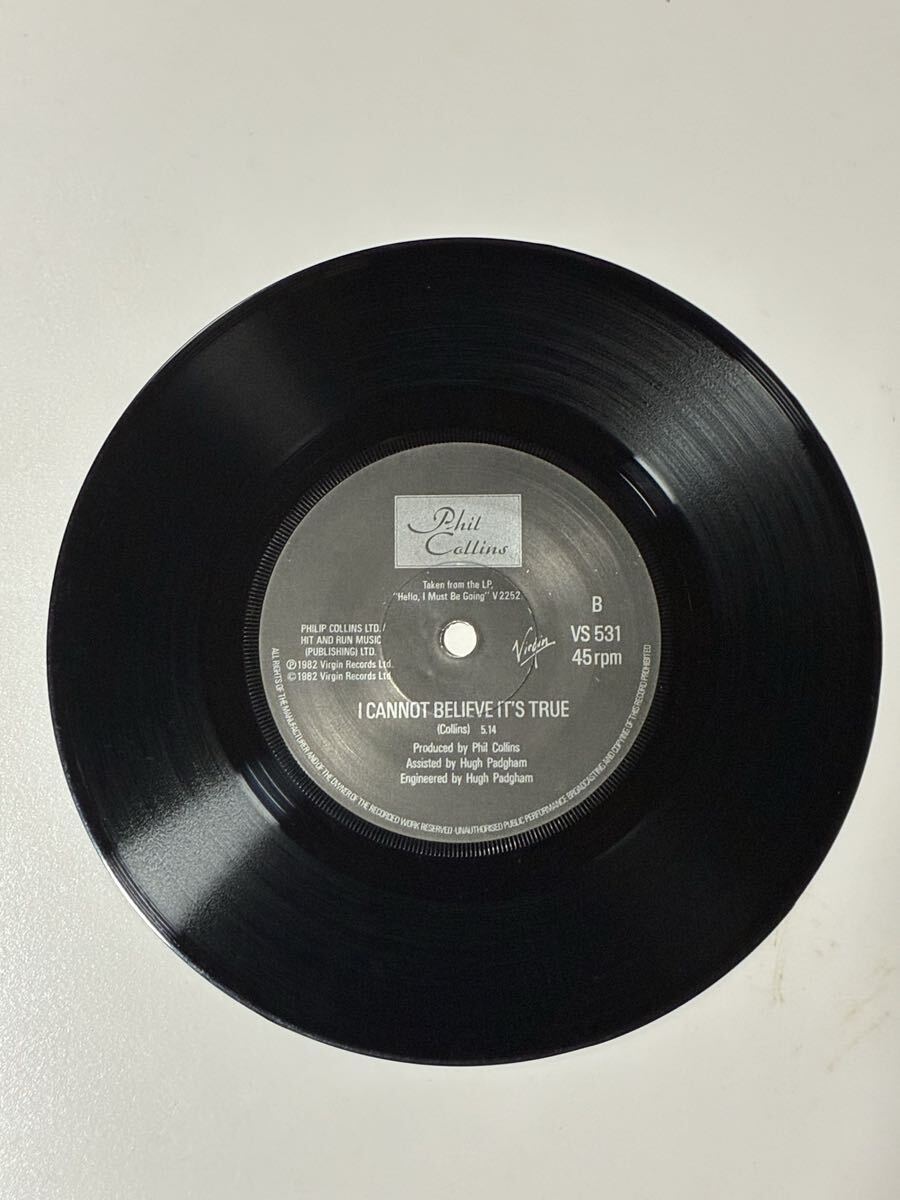 Phil
Collins
Taken from the LP,
"Hello, I Must Be Going" V2252.
B
VS 531
45rpm
PHILIP COLLINS LTD./
HIT AND RUN MUSIC
(PUBLISHING) LTD.
℗1982 Virgin Records Ltd.
©1982 Virgin Records Ltd.
Virgin
I CANNOT BELIEVE IT'S TRUE
(Collins) 5.14
Produced by Phil Collins
Assisted by Hugh Padgham
Engineered by Hugh Padgham
ALL RIGHTS OF THE MANUFACTURER AND OF THE OWNER OF THE RECORDED WORK RESERVED·UNAUTHORISED PUBLIC PERFORMANCE BROADCASTING AND COPYING OF THIS RECORD PROHIBITED